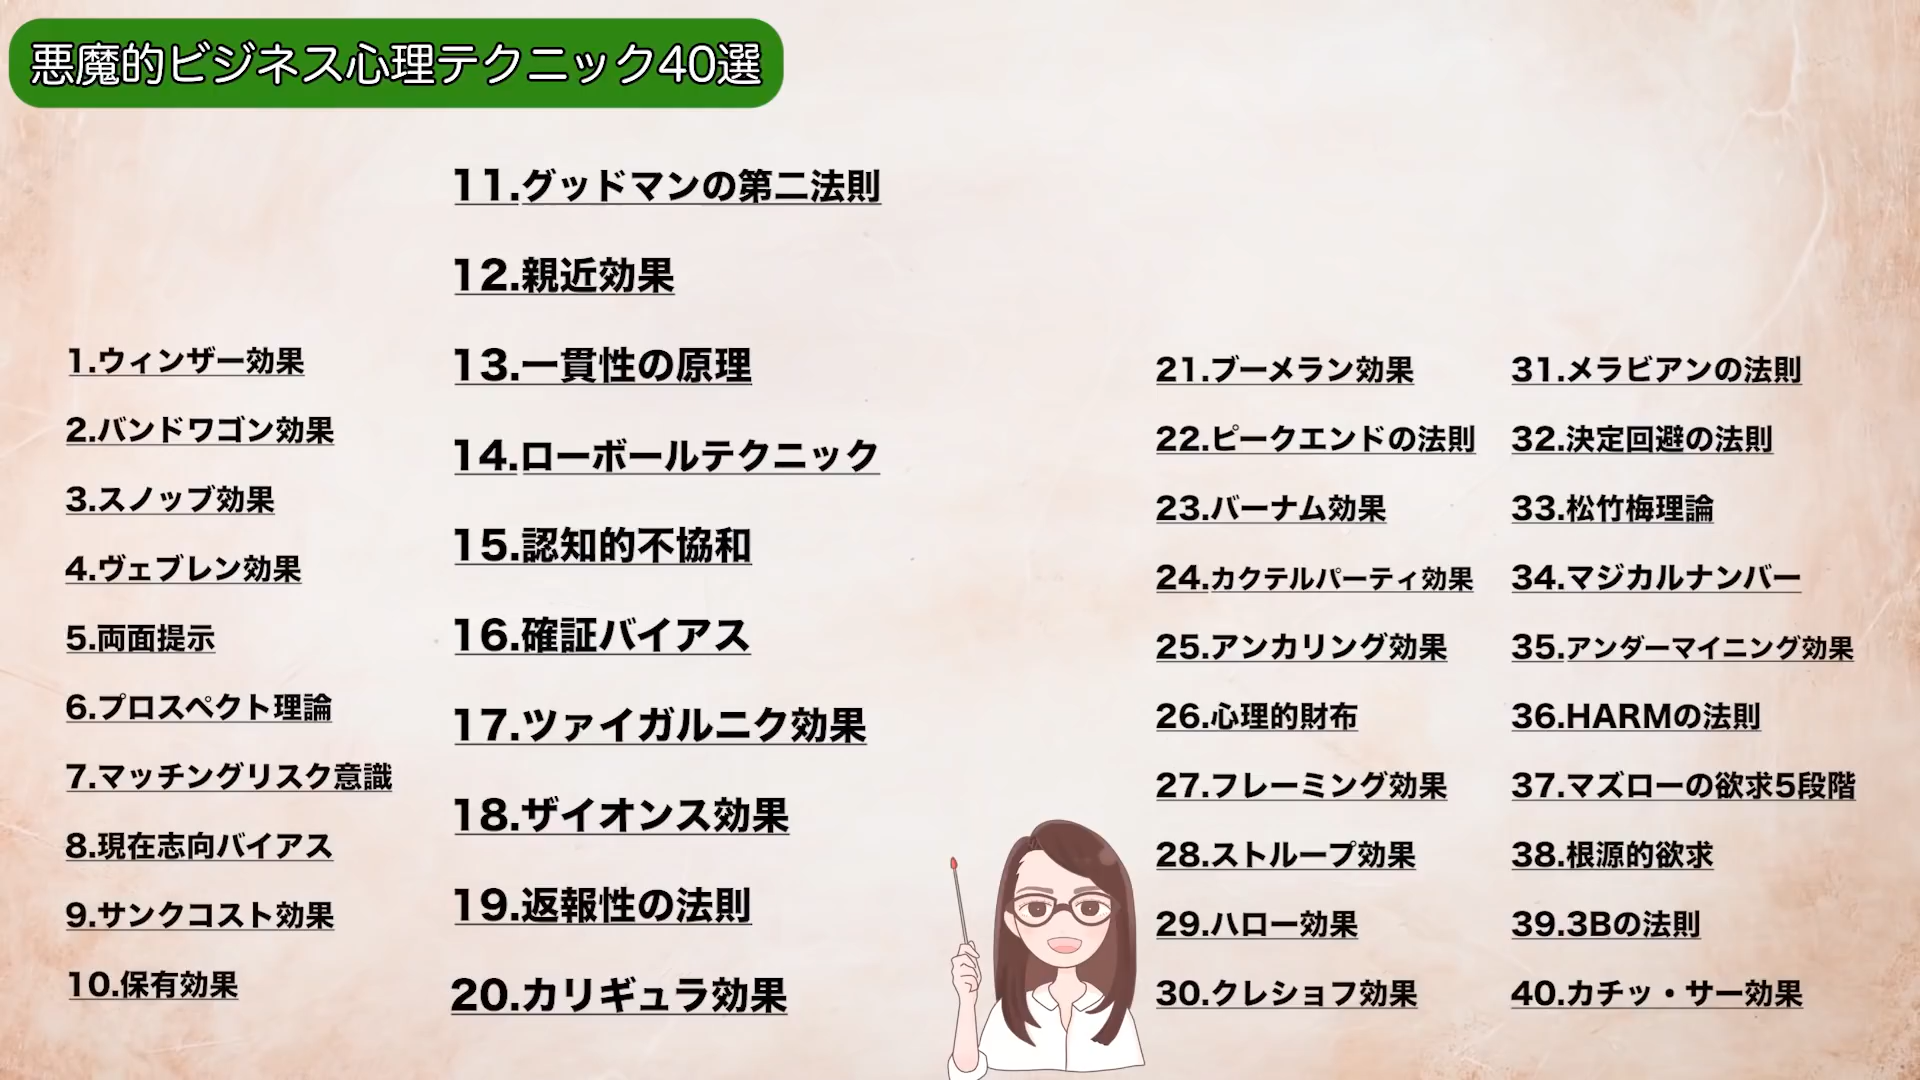 悪魔的ビジネス心理テクニック40選
1.ウィンザー効果
2.バンドワゴン効果
3.スノッブ効果
4.ヴェブレン効果
5.両面提示
6.プロスペクト理論
7.マッチングリスク意識
8.現在志向バイアス
9.サンクコスト効果
10.保有効果
11.グッドマンの第二法則
12.親近効果
13.一貫性の原理
14.ローボールテクニック
15.認知的不協和
16.確証バイアス
17.ツァイガルニク効果
18.ザイオンス効果
19.返報性の法則
20.カリギュラ効果
21.ブーメラン効果
22.ピークエンドの法則
23.バーナム効果
24.カクテルパーティ効果
25.アンカリング効果
26.心理的財布
27.フレーミング効果
28.ストループ効果
29.ハロー効果
30.クレショフ効果
31.メラビアンの法則
32.決定回避の法則
33.松竹梅理論
34.マジカルナンバー
35.アンダーマイニング効果
36.HARMの法則
37.マズローの欲求5段階
38.根源的欲求
39.3Bの法則
40.カチッ・サー効果